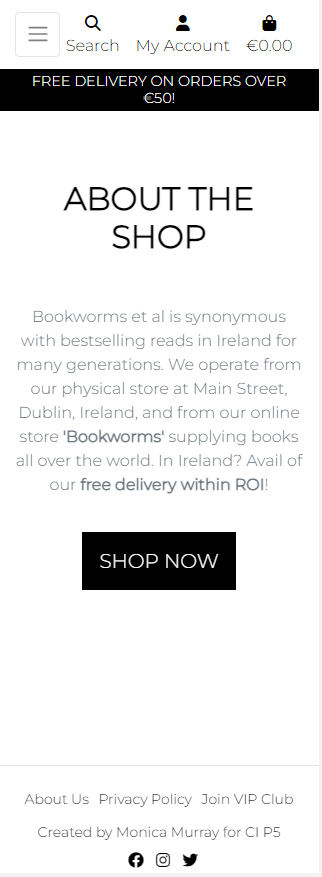 Search My Account €0.00
FREE DELIVERY ON ORDERS OVER
€50!
ABOUT THE
SHOP
Bookworms et al is synonymous
with bestselling reads in Ireland for
many generations. We operate from
our physical store at Main Street,
Dublin, Ireland, and from our online
store 'Bookworms' supplying books
all over the world. In Ireland? Avail of
our free delivery within ROI!
SHOP NOW
About Us Privacy Policy Join VIP Club
Created by Monica Murray for CI P5